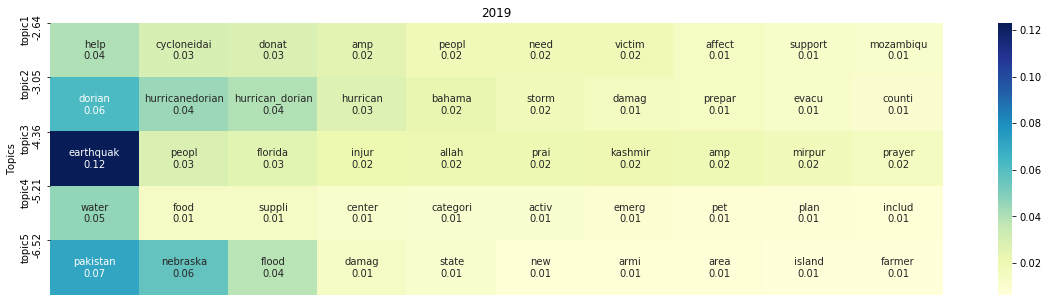 2019
Topics
topic1 -2.64
help cycloneidai donat amp peopl need victim affect support mozambiqu
0.04 0.03 0.03 0.02 0.02 0.02 0.02 0.01 0.01 0.01
topic2 -3.05
dorian hurricanedorian hurrican_dorian hurrican bahama storm damag prepar evacu counti
0.06 0.04 0.04 0.03 0.02 0.02 0.01 0.01 0.01 0.01
topic3 -4.36
earthquak peopl florida injur allah prai kashmir amp mirpur prayer
0.12 0.03 0.03 0.02 0.02 0.02 0.02 0.02 0.02 0.02
topic4 -5.21
water food suppli center categori activ emerg pet plan includ
0.05 0.01 0.01 0.01 0.01 0.01 0.01 0.01 0.01 0.01
topic5 -6.52
pakistan nebraska flood damag state new armi area island farmer
0.07 0.06 0.04 0.01 0.01 0.01 0.01 0.01 0.01 0.01
0.12
0.10
0.08
0.06
0.04
0.02